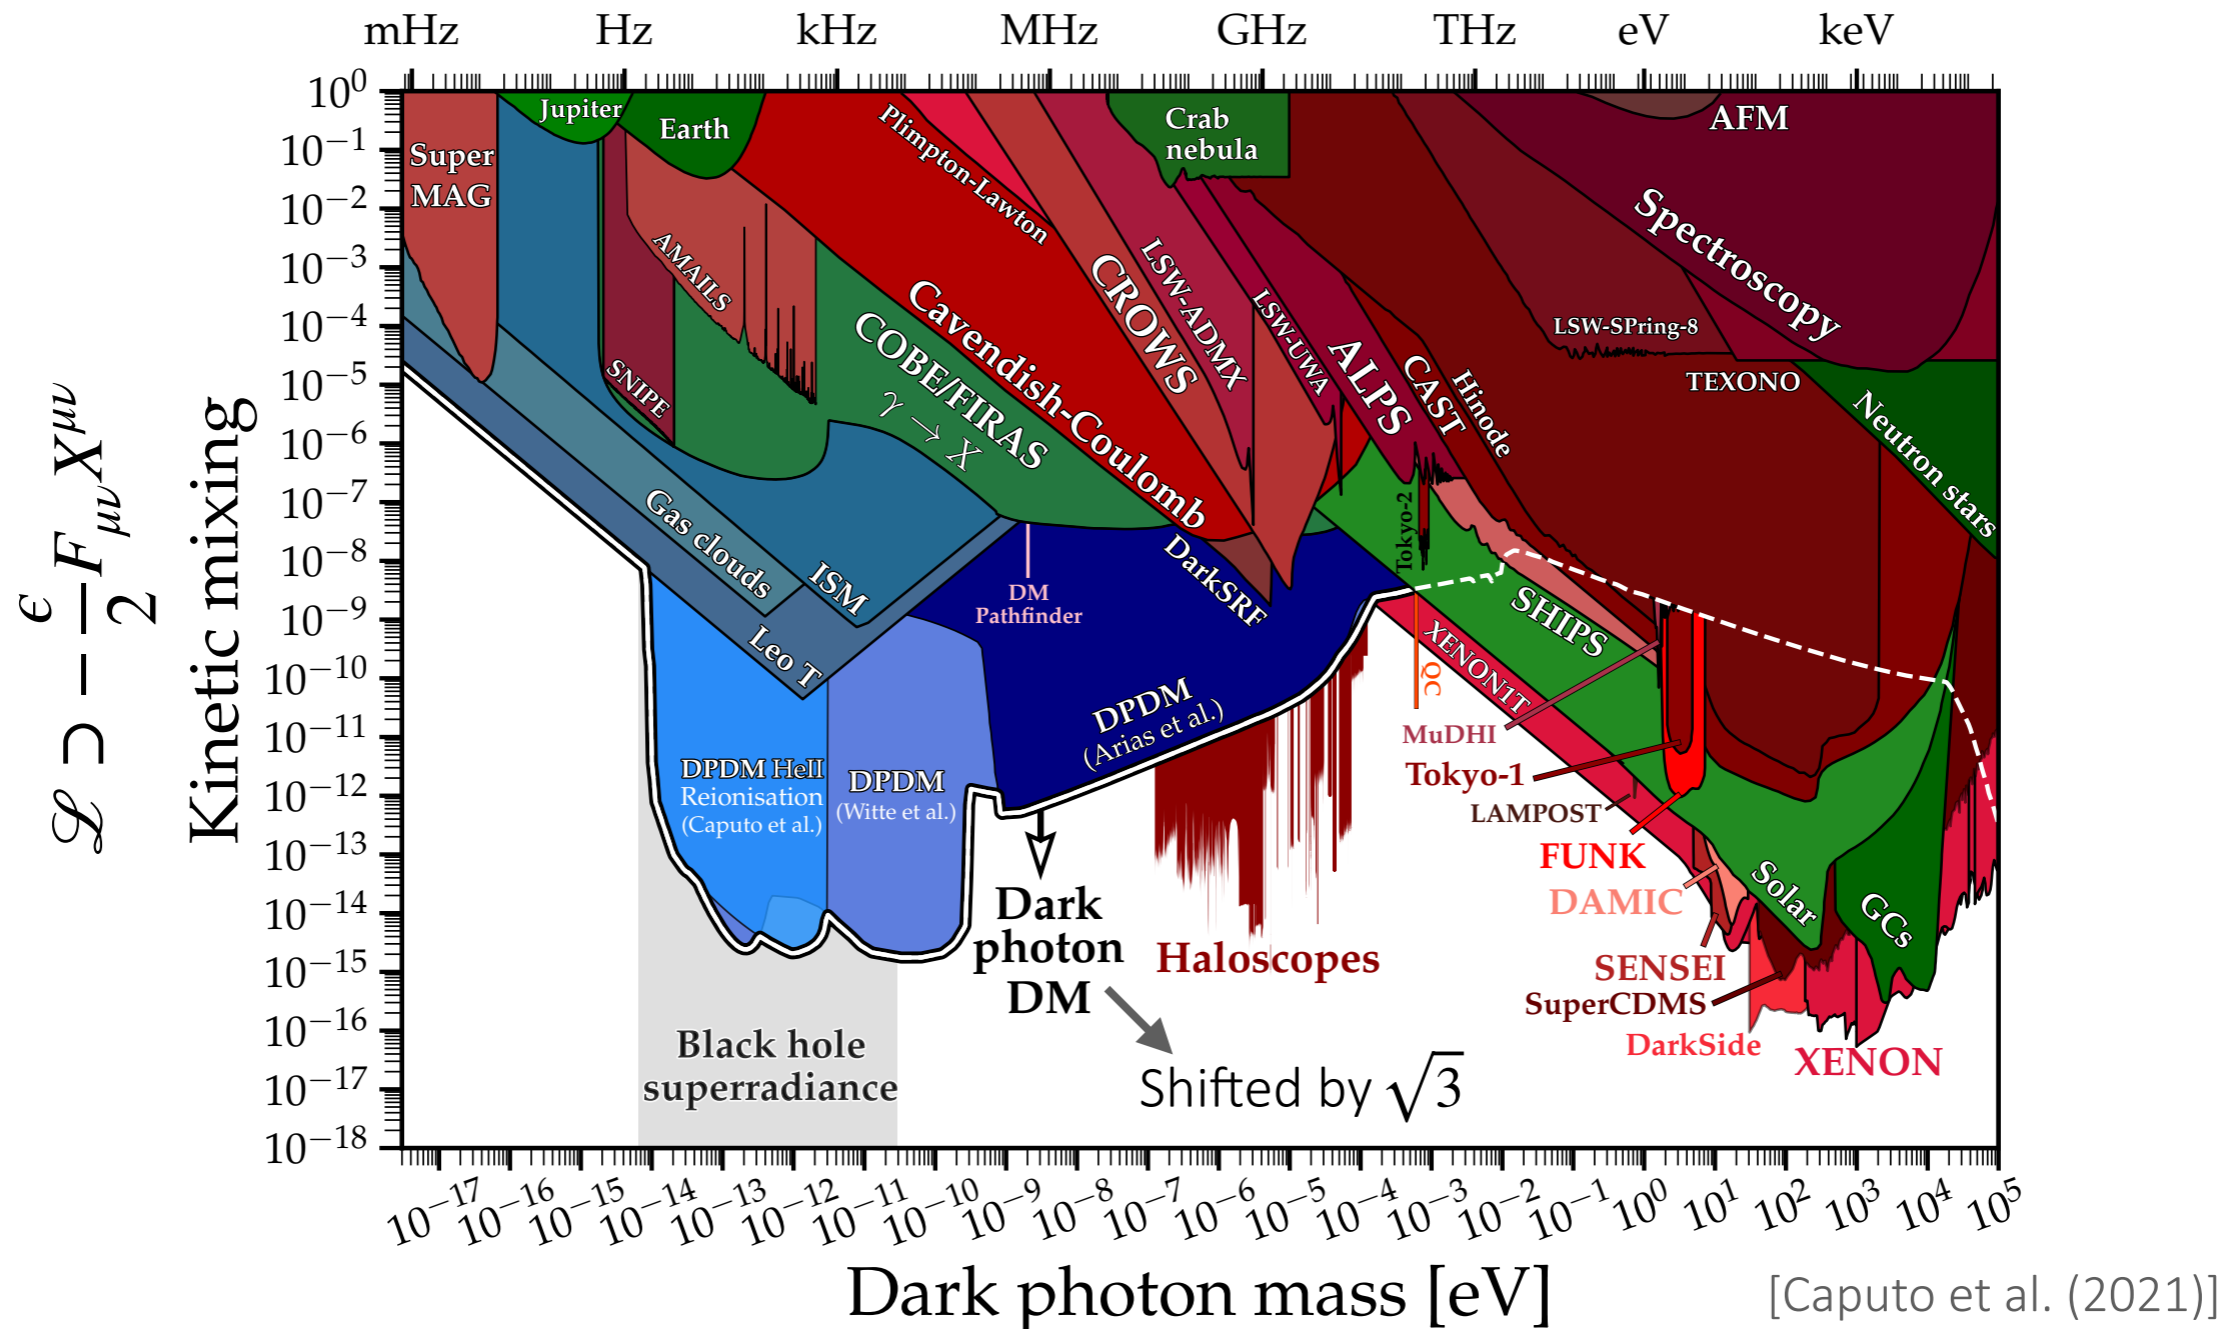 mHz Hz kHz MHz GHz THz eV keV
10^0
10^{-1}
10^{-2}
10^{-3}
10^{-4}
10^{-5}
10^{-6}
10^{-7}
10^{-8}
10^{-9}
10^{-10}
10^{-11}
10^{-12}
10^{-13}
10^{-14}
10^{-15}
10^{-16}
10^{-17}
10^{-18}
ℒ ⊃ − ϵ/2 F_{μν} X^{μν}
Kinetic mixing
Super
MAG
Jupiter
Earth
Plimpton-Lawton
Crab
nebula
AFM
Spectroscopy
AMAILS
SNIPE
COBE/FIRAS
γ → X
Cavendish-Coulomb
CROWS
LSW-ADMX
LSW-UWA
ALPS
CAST
Hinode
LSW-SPring-8
TEXONO
Neutron stars
Gas clouds
ISM
Leo T
DM
Pathfinder
DarkSRF
Tokyo-2
SHIPS
XENON1T
QC
DPDM HeII
Reionisation
(Caputo et al.)
DPDM
(Witte et al.)
DPDM
(Arias et al.)
MuDHI
Tokyo-1
LAMPOST
FUNK
DAMIC
SENSEI
SuperCDMS
DarkSide
XENON
Solar
GCs
Dark
photon
DM
Haloscopes
Black hole
superradiance
Shifted by √3
10^{-17} 10^{-16} 10^{-15} 10^{-14} 10^{-13} 10^{-12} 10^{-11} 10^{-10} 10^{-9} 10^{-8} 10^{-7} 10^{-6} 10^{-5} 10^{-4} 10^{-3} 10^{-2} 10^{-1} 10^0 10^1 10^2 10^3 10^4 10^5
Dark photon mass [eV]
[Caputo et al. (2021)]